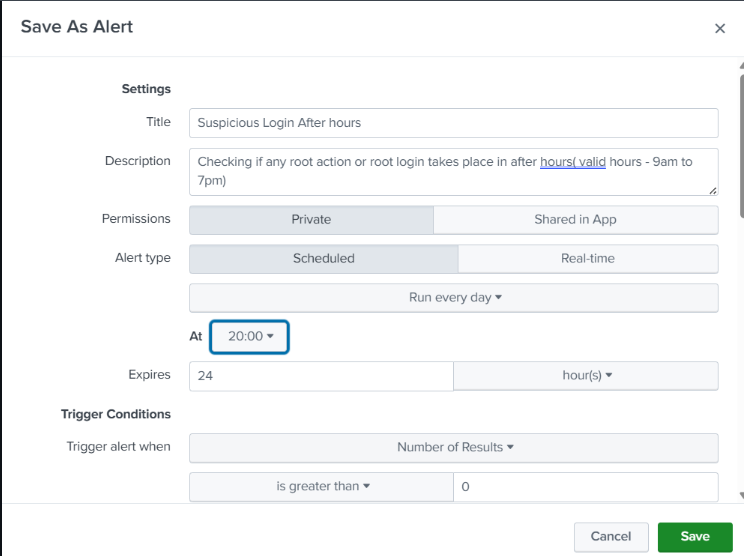 Save As Alert
×
Settings
Title
Suspicious Login After hours
Description
Checking if any root action or root login takes place in after hours( valid hours - 9am to
7pm)
Permissions
Private
Shared in App
Alert type
Scheduled
Real-time
Run every day
At
20:00
Expires
24
hour(s)
Trigger Conditions
Trigger alert when
Number of Results
is greater than
0
Cancel
Save